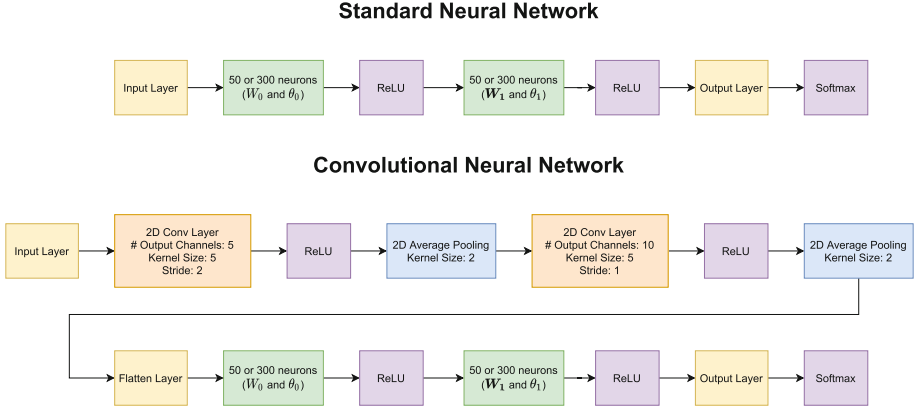 Standard Neural Network
Input Layer
50 or 300 neurons
(W₀ and θ₀)
ReLU
50 or 300 neurons
(W₁ and θ₁)
ReLU
Output Layer
Softmax
Convolutional Neural Network
Input Layer
2D Conv Layer
# Output Channels: 5
Kernel Size: 5
Stride: 2
ReLU
2D Average Pooling
Kernel Size: 2
2D Conv Layer
# Output Channels: 10
Kernel Size: 5
Stride: 1
ReLU
2D Average Pooling
Kernel Size: 2
Flatten Layer
50 or 300 neurons
(W₀ and θ₀)
ReLU
50 or 300 neurons
(W₁ and θ₁)
ReLU
Output Layer
Softmax